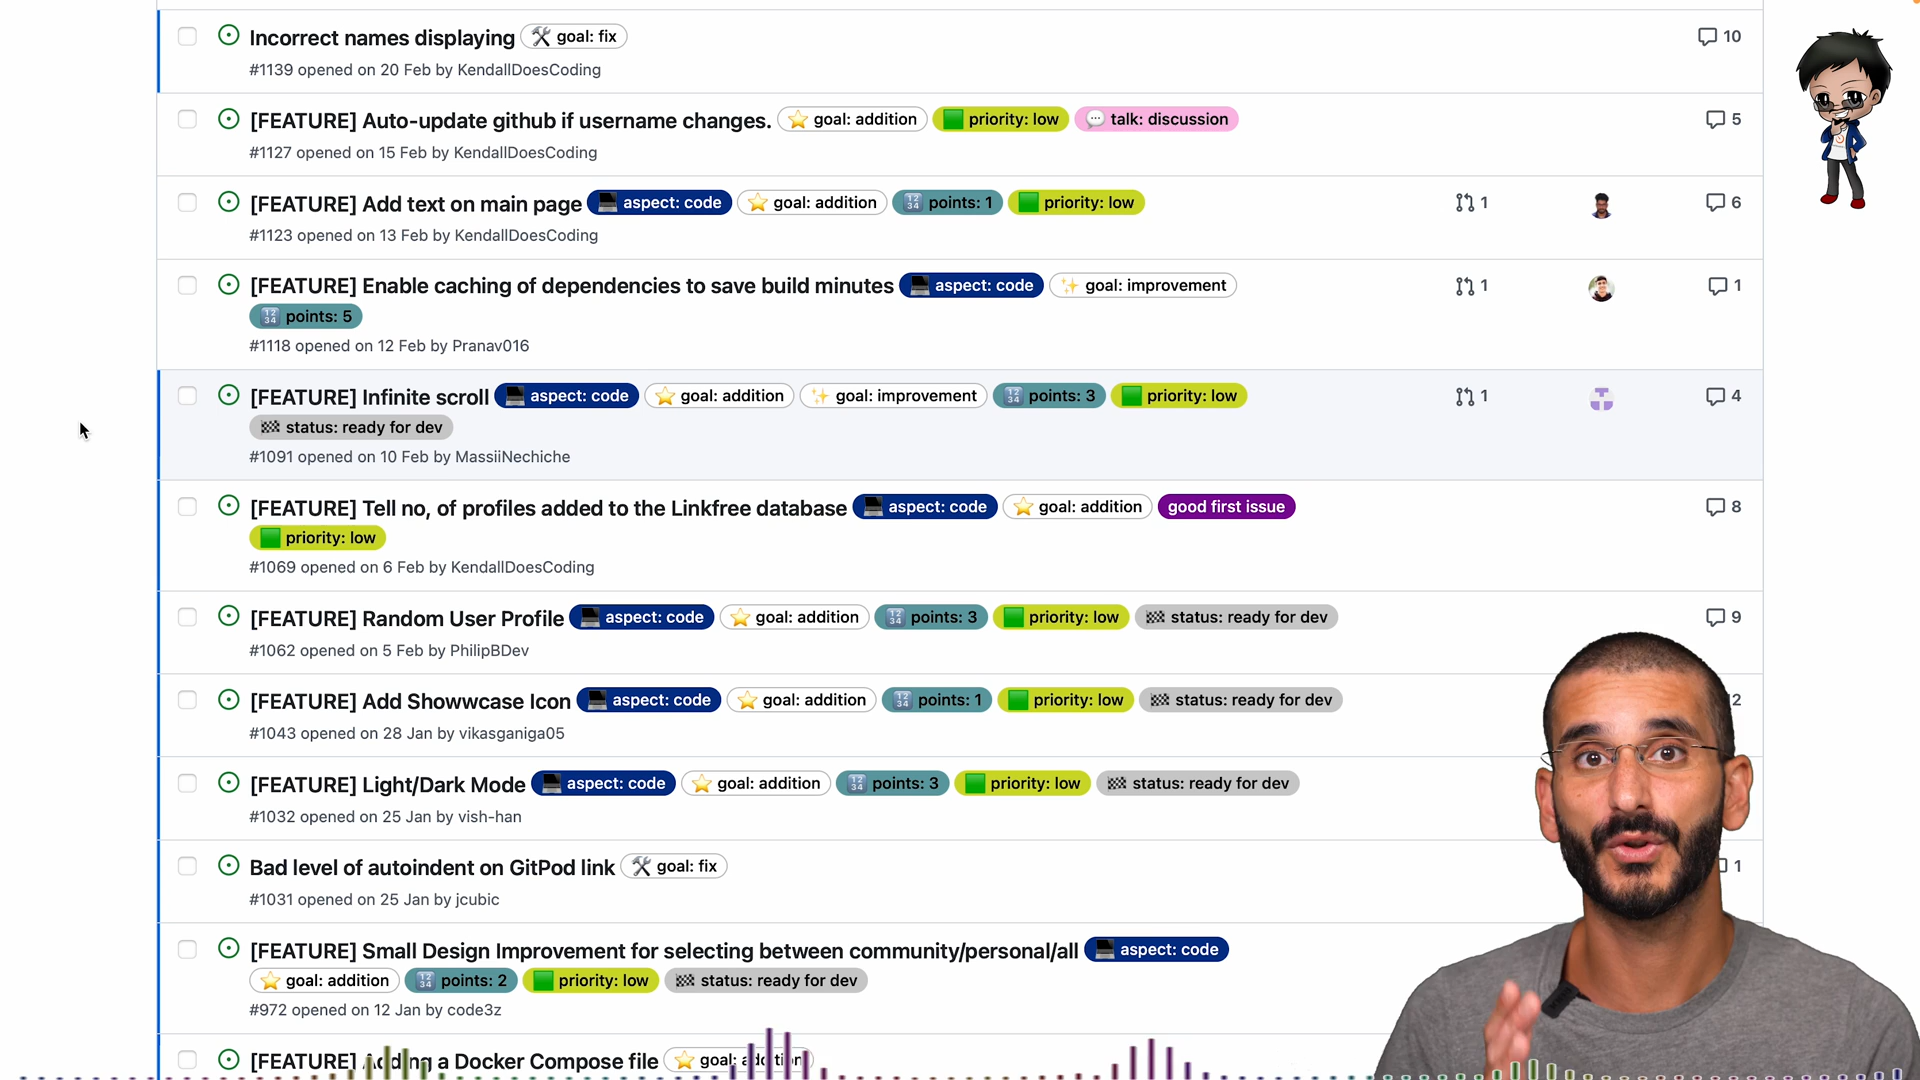 Incorrect names displaying 🛠 goal: fix 10
#1139 opened on 20 Feb by KendallDoesCoding
[FEATURE] Auto-update github if username changes. ⭐ goal: addition 🟩 priority: low 💬 talk: discussion 5
#1127 opened on 15 Feb by KendallDoesCoding
[FEATURE] Add text on main page 💻 aspect: code ⭐ goal: addition 🔢 points: 1 🟩 priority: low 1 6
#1123 opened on 13 Feb by KendallDoesCoding
[FEATURE] Enable caching of dependencies to save build minutes 💻 aspect: code ✨ goal: improvement 1 1
🔢 points: 5
#1118 opened on 12 Feb by Pranav016
[FEATURE] Infinite scroll 💻 aspect: code ⭐ goal: addition ✨ goal: improvement 🔢 points: 3 🟩 priority: low 1 4
🏁 status: ready for dev
#1091 opened on 10 Feb by MassiiNechiche
[FEATURE] Tell no, of profiles added to the Linkfree database 💻 aspect: code ⭐ goal: addition good first issue 8
🟩 priority: low
#1069 opened on 6 Feb by KendallDoesCoding
[FEATURE] Random User Profile 💻 aspect: code ⭐ goal: addition 🔢 points: 3 🟩 priority: low 🏁 status: ready for dev 9
#1062 opened on 5 Feb by PhilipBDev
[FEATURE] Add Showwcase Icon 💻 aspect: code ⭐ goal: addition 🔢 points: 1 🟩 priority: low 🏁 status: ready for dev 2
#1043 opened on 28 Jan by vikasganiga05
[FEATURE] Light/Dark Mode 💻 aspect: code ⭐ goal: addition 🔢 points: 3 🟩 priority: low 🏁 status: ready for dev
#1032 opened on 25 Jan by vish-han
Bad level of autoindent on GitPod link 🛠 goal: fix 1
#1031 opened on 25 Jan by jcubic
[FEATURE] Small Design Improvement for selecting between community/personal/all 💻 aspect: code
⭐ goal: addition 🔢 points: 2 🟩 priority: low 🏁 status: ready for dev
#972 opened on 12 Jan by code3z
[FEATURE] Adding a Docker Compose file ⭐ goal: addition